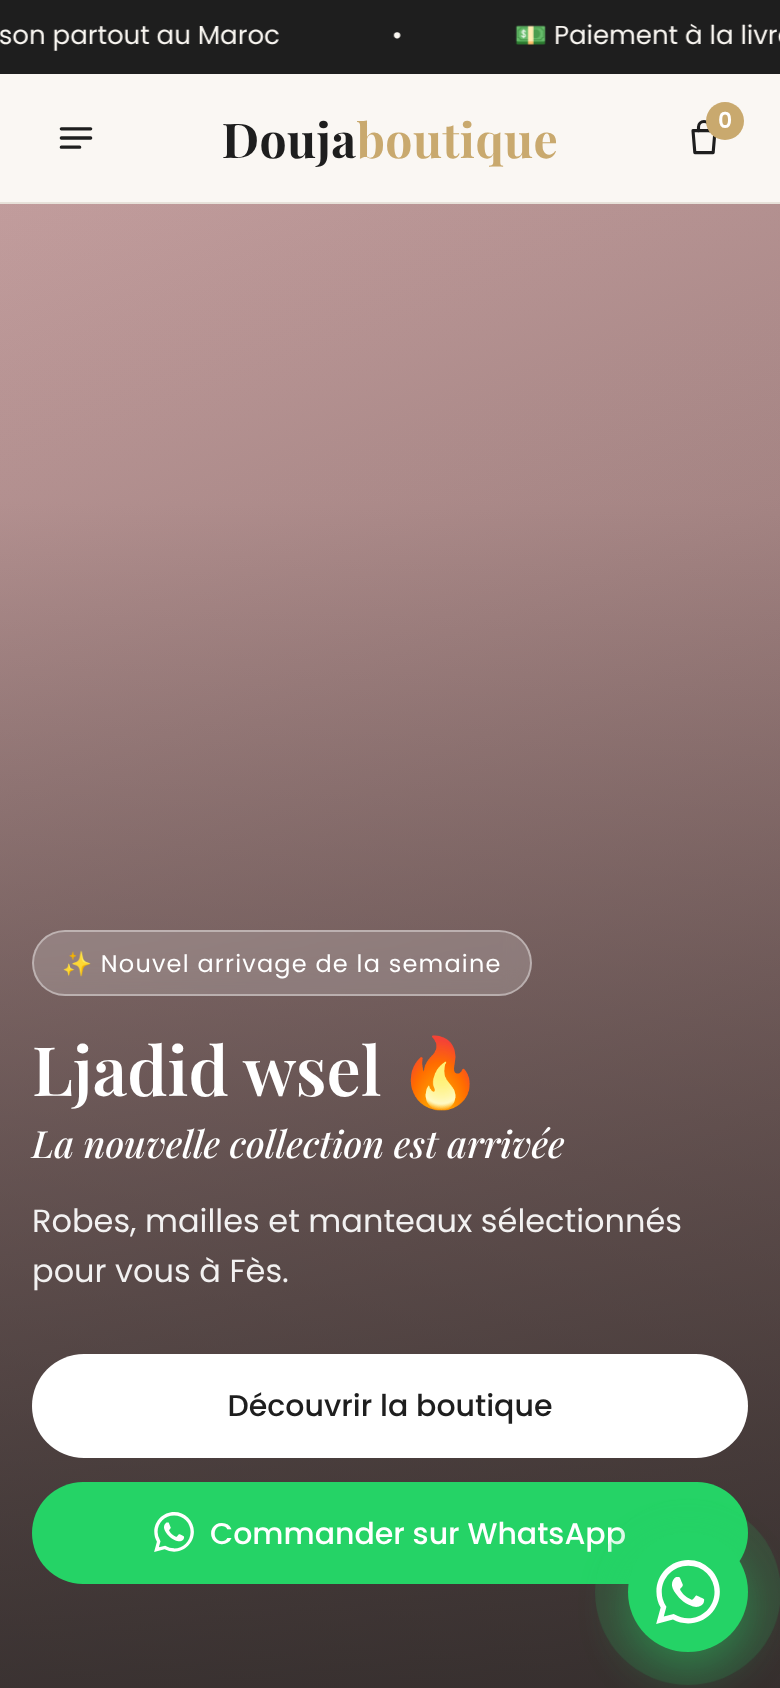 son partout au Maroc • 💵 Paiement à la livr
Doujaboutique
0
✨ Nouvel arrivage de la semaine
Ljadid wsel 🔥
La nouvelle collection est arrivée
Robes, mailles et manteaux sélectionnés
pour vous à Fès.
Découvrir la boutique
Commander sur WhatsApp